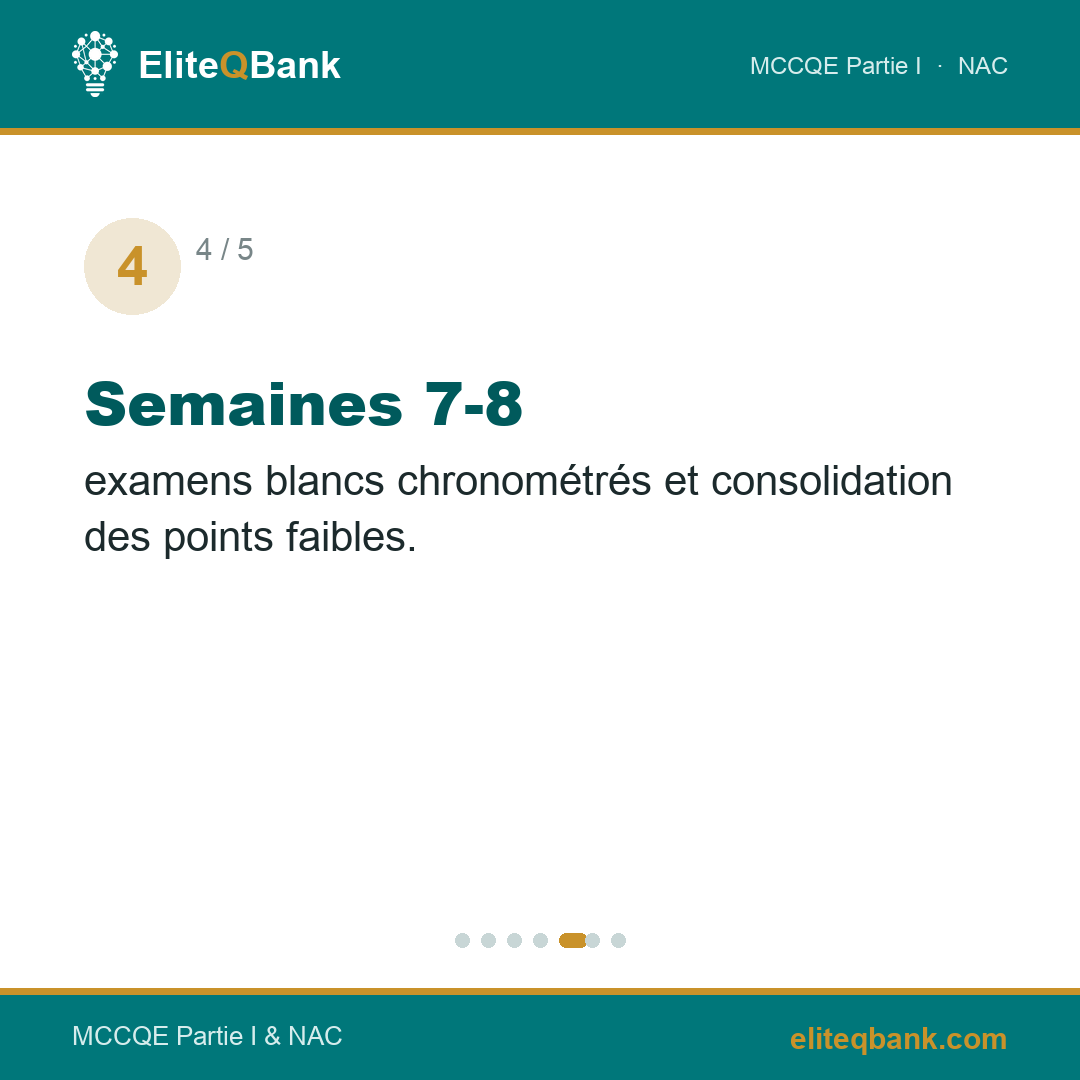 EliteQBank
MCCQE Partie I · NAC
4
4 / 5
Semaines 7-8
examens blancs chronométrés et consolidation
des points faibles.
MCCQE Partie I & NAC
eliteqbank.com